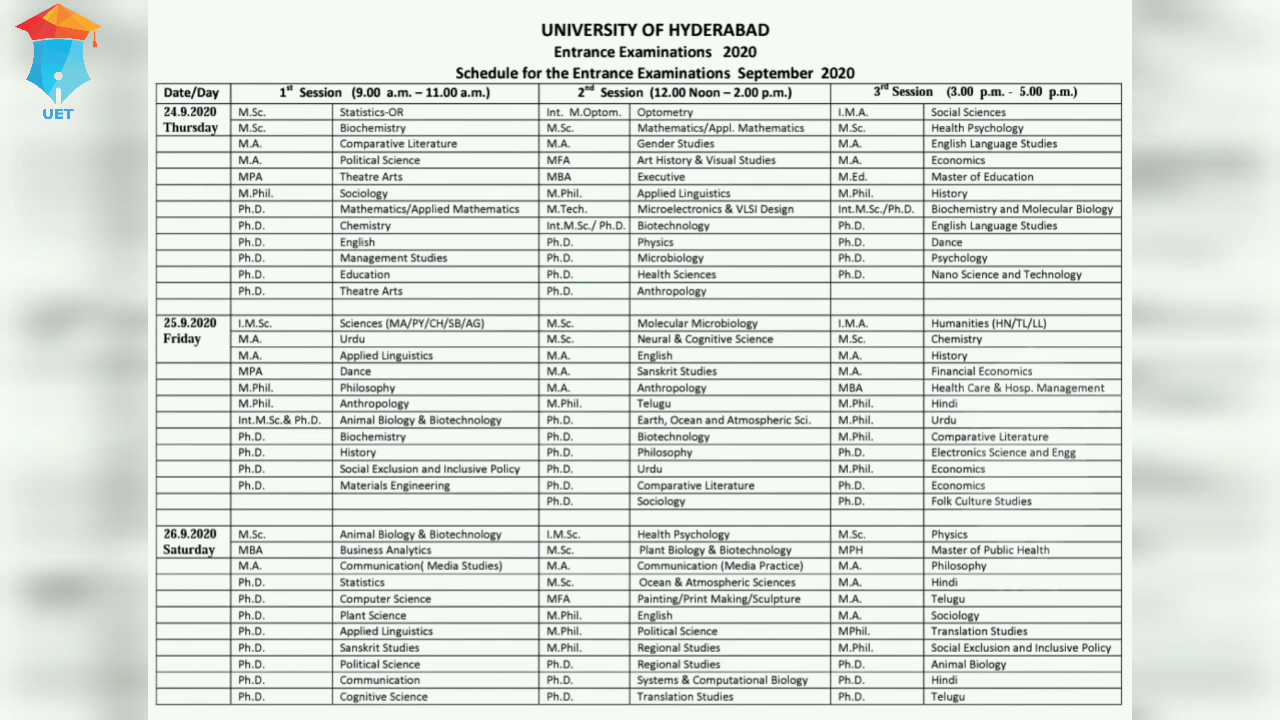 UET
UNIVERSITY OF HYDERABAD
Entrance Examinations 2020
Schedule for the Entrance Examinations September 2020
Date/Day 1st Session (9.00 a.m. – 11.00 a.m.) 2nd Session (12.00 Noon – 2.00 p.m.) 3rd Session (3.00 p.m. - 5.00 p.m.)
24.9.2020 M.Sc. Statistics-OR Int. M.Optom. Optometry I.M.A. Social Sciences
Thursday M.Sc. Biochemistry M.Sc. Mathematics/Appl. Mathematics M.Sc. Health Psychology
M.A. Comparative Literature M.A. Gender Studies M.A. English Language Studies
M.A. Political Science MFA Art History & Visual Studies M.A. Economics
MPA Theatre Arts MBA Executive M.Ed. Master of Education
M.Phil. Sociology M.Phil. Applied Linguistics M.Phil. History
Ph.D. Mathematics/Applied Mathematics M.Tech. Microelectronics & VLSI Design Int.M.Sc./Ph.D. Biochemistry and Molecular Biology
Ph.D. Chemistry Int.M.Sc./ Ph.D. Biotechnology Ph.D. English Language Studies
Ph.D. English Ph.D. Physics Ph.D. Dance
Ph.D. Management Studies Ph.D. Microbiology Ph.D. Psychology
Ph.D. Education Ph.D. Health Sciences Ph.D. Nano Science and Technology
Ph.D. Theatre Arts Ph.D. Anthropology
25.9.2020 I.M.Sc. Sciences (MA/PY/CH/SB/AG) M.Sc. Molecular Microbiology I.M.A. Humanities (HN/TL/LL)
Friday M.A. Urdu M.Sc. Neural & Cognitive Science M.Sc. Chemistry
M.A. Applied Linguistics M.A. English M.A. History
MPA Dance M.A. Sanskrit Studies M.A. Financial Economics
M.Phil. Philosophy M.A. Anthropology MBA Health Care & Hosp. Management
M.Phil. Anthropology M.Phil. Telugu M.Phil. Hindi
Int.M.Sc.& Ph.D. Animal Biology & Biotechnology Ph.D. Earth, Ocean and Atmospheric Sci. M.Phil. Urdu
Ph.D. Biochemistry Ph.D. Biotechnology M.Phil. Comparative Literature
Ph.D. History Ph.D. Philosophy Ph.D. Electronics Science and Engg
Ph.D. Social Exclusion and Inclusive Policy Ph.D. Urdu M.Phil. Economics
Ph.D. Materials Engineering Ph.D. Comparative Literature Ph.D. Economics
Ph.D. Sociology Ph.D. Folk Culture Studies
26.9.2020 M.Sc. Animal Biology & Biotechnology I.M.Sc. Health Psychology M.Sc. Physics
Saturday MBA Business Analytics M.Sc. Plant Biology & Biotechnology MPH Master of Public Health
M.A. Communication( Media Studies) M.A. Communication (Media Practice) M.A. Philosophy
Ph.D. Statistics M.Sc. Ocean & Atmospheric Sciences M.A. Hindi
Ph.D. Computer Science MFA Painting/Print Making/Sculpture M.A. Telugu
Ph.D. Plant Science M.Phil. English M.A. Sociology
Ph.D. Applied Linguistics M.Phil. Political Science MPhil. Translation Studies
Ph.D. Sanskrit Studies M.Phil. Regional Studies M.Phil. Social Exclusion and Inclusive Policy
Ph.D. Political Science Ph.D. Regional Studies Ph.D. Animal Biology
Ph.D. Communication Ph.D. Systems & Computational Biology Ph.D. Hindi
Ph.D. Cognitive Science Ph.D. Translation Studies Ph.D. Telugu